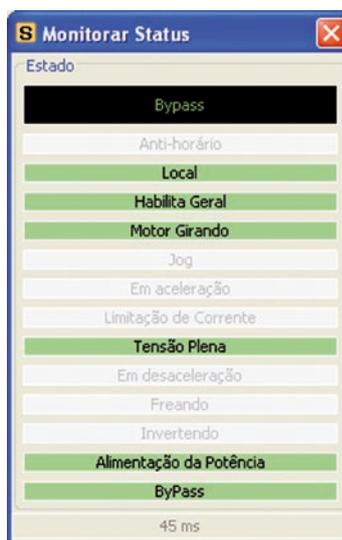 S Monitorar Status
Estado
Bypass
Anti-horário
Local
Habilita Geral
Motor Girando
Jog
Em aceleração
Limitação de Corrente
Tensão Plena
Em desaceleração
Freando
Invertendo
Alimentação da Potência
ByPass
45 ms